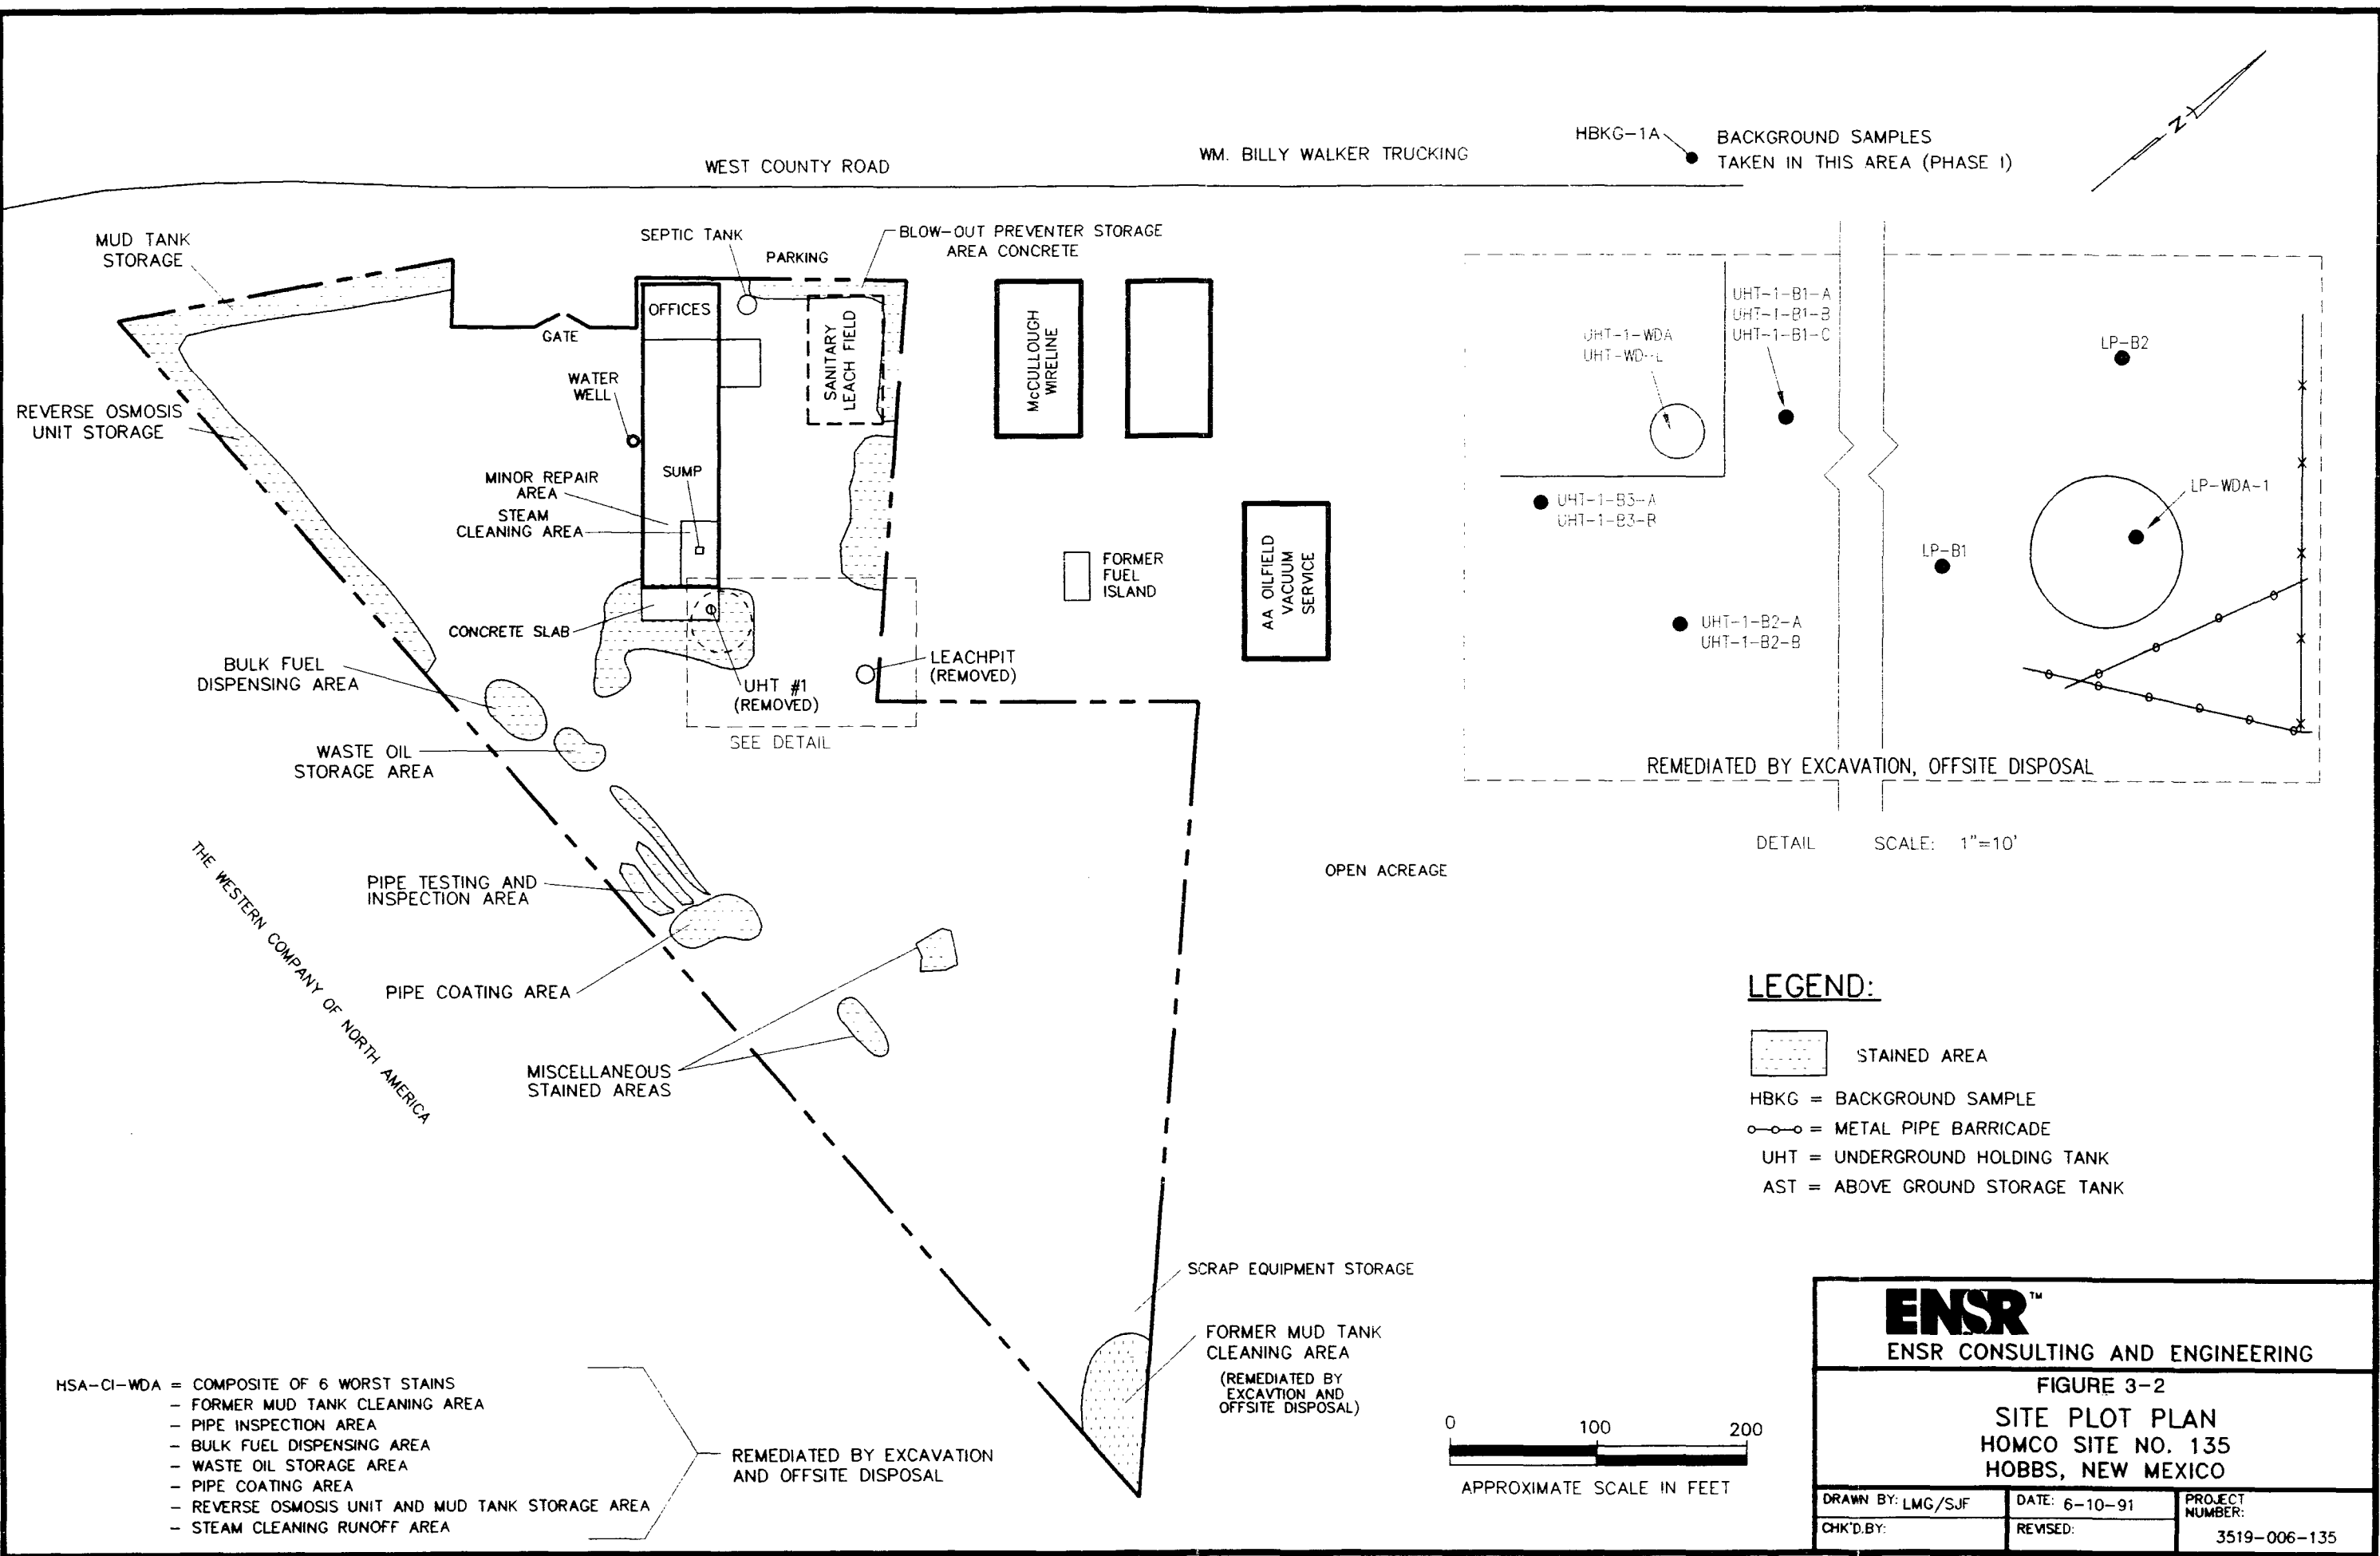 HBKG-1A
BACKGROUND SAMPLES
TAKEN IN THIS AREA (PHASE I)
N
WEST COUNTY ROAD
WM. BILLY WALKER TRUCKING
MUD TANK
STORAGE
SEPTIC TANK
PARKING
BLOW-OUT PREVENTER STORAGE
AREA CONCRETE
OFFICES
GATE
SANITARY
LEACH FIELD
McCULLOUGH
WIRELINE
WATER
WELL
REVERSE OSMOSIS
UNIT STORAGE
SUMP
MINOR REPAIR
AREA
STEAM
CLEANING AREA
FORMER
FUEL
ISLAND
AA OILFIELD
VACUUM
SERVICE
CONCRETE SLAB
BULK FUEL
DISPENSING AREA
UHT #1
(REMOVED)
LEACHPIT
(REMOVED)
SEE DETAIL
WASTE OIL
STORAGE AREA
THE WESTERN COMPANY OF NORTH AMERICA
PIPE TESTING AND
INSPECTION AREA
OPEN ACREAGE
PIPE COATING AREA
MISCELLANEOUS
STAINED AREAS
SCRAP EQUIPMENT STORAGE
FORMER MUD TANK
CLEANING AREA
(REMEDIATED BY
EXCAVTION AND
OFFSITE DISPOSAL)
UHT-1-B1-A
UHT-1-B1-B
UHT-1-B1-C
UHT-1-WDA
LP-B2
LP-WDA-1
UHT-1-B3-A
UHT-1-B3-B
LP-B1
UHT-1-B2-A
UHT-1-B2-B
REMEDIATED BY EXCAVATION, OFFSITE DISPOSAL
DETAIL SCALE: 1"=10'
LEGEND:
STAINED AREA
HBKG = BACKGROUND SAMPLE
= METAL PIPE BARRICADE
UHT = UNDERGROUND HOLDING TANK
AST = ABOVE GROUND STORAGE TANK
HSA-CI-WDA = COMPOSITE OF 6 WORST STAINS
- FORMER MUD TANK CLEANING AREA
- PIPE INSPECTION AREA
- BULK FUEL DISPENSING AREA
- WASTE OIL STORAGE AREA
- PIPE COATING AREA
- REVERSE OSMOSIS UNIT AND MUD TANK STORAGE AREA
- STEAM CLEANING RUNOFF AREA
REMEDIATED BY EXCAVATION
AND OFFSITE DISPOSAL
0 100 200
APPROXIMATE SCALE IN FEET
ENSR™
ENSR CONSULTING AND ENGINEERING
FIGURE 3-2
SITE PLOT PLAN
HOMCO SITE NO. 135
HOBBS, NEW MEXICO
DRAWN BY: LMG/SJF
DATE: 6-10-91
PROJECT
NUMBER:
3519-006-135
CHK'D.BY:
REVISED: